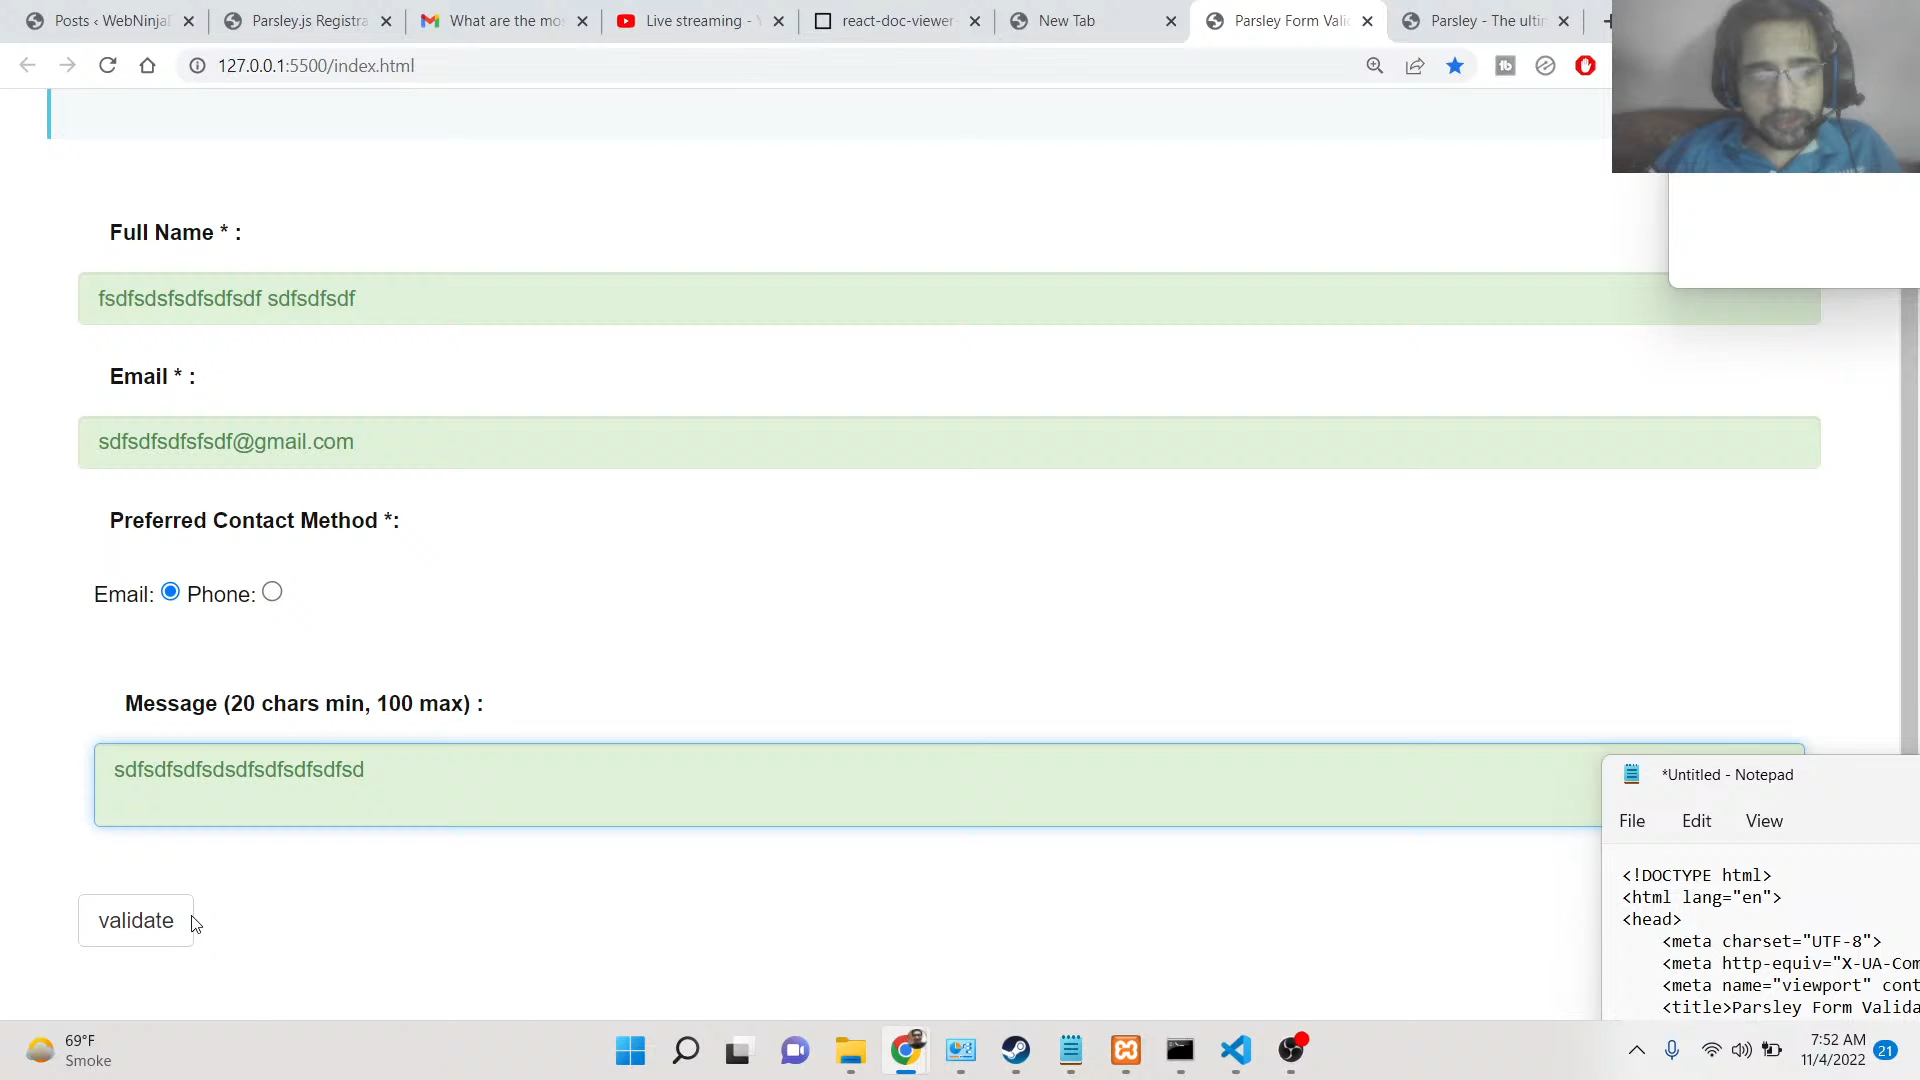 Posts ‹ WebNinja
Parsley.js Registra
What are the mo
Live streaming -
react-doc-viewer
New Tab
Parsley Form Vali
Parsley - The ulti
127.0.0.1:5500/index.html
Full Name * :
fsdfsdsfsdfsdfsdf sdfsdfsdf
Email * :
sdfsdfsdfsfsdf@gmail.com
Preferred Contact Method *:
Email: Phone:
Message (20 chars min, 100 max) :
sdfsdfsdfsdsdfsdfsdfsdfsd
validate
*Untitled - Notepad
File Edit View
<!DOCTYPE html>
<html lang="en">
<head>
<meta charset="UTF-8">
<meta http-equiv="X-UA-Com
<meta name="viewport" cont
<title>Parsley Form Valida
69°F
Smoke
7:52 AM
11/4/2022
21